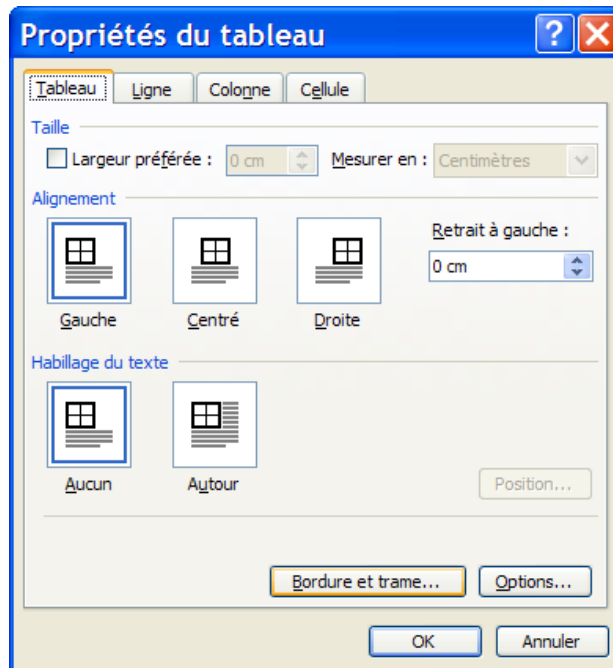 Propriétés du tableau
Tableau Ligne Colonne Cellule
Taille
Largeur préférée : 0 cm Mesurer en : Centimètres
Alignement
Retrait à gauche :
0 cm
Gauche Centré Droite
Habillage du texte
Aucun Autour Position...
Bordure et trame... Options...
OK Annuler